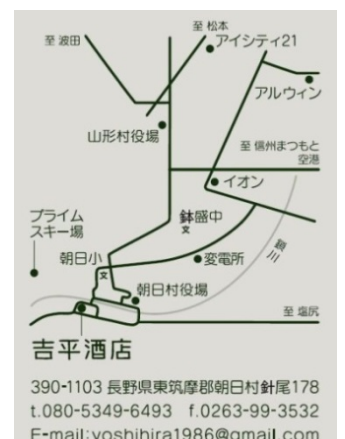 至 松本
至 波田
アイシティ21
アルウィン
山形村役場
至 信州まつもと
空港
イオン
鉢盛中
文
プライム
スキー場
鎖川
朝日小
文
変電所
朝日村役場
至 塩尻
吉平酒店
390-1103 長野県東筑摩郡朝日村針尾178
t.080-5349-6493 f.0263-99-3532
E-mail:yoshihira1986@gmail.com